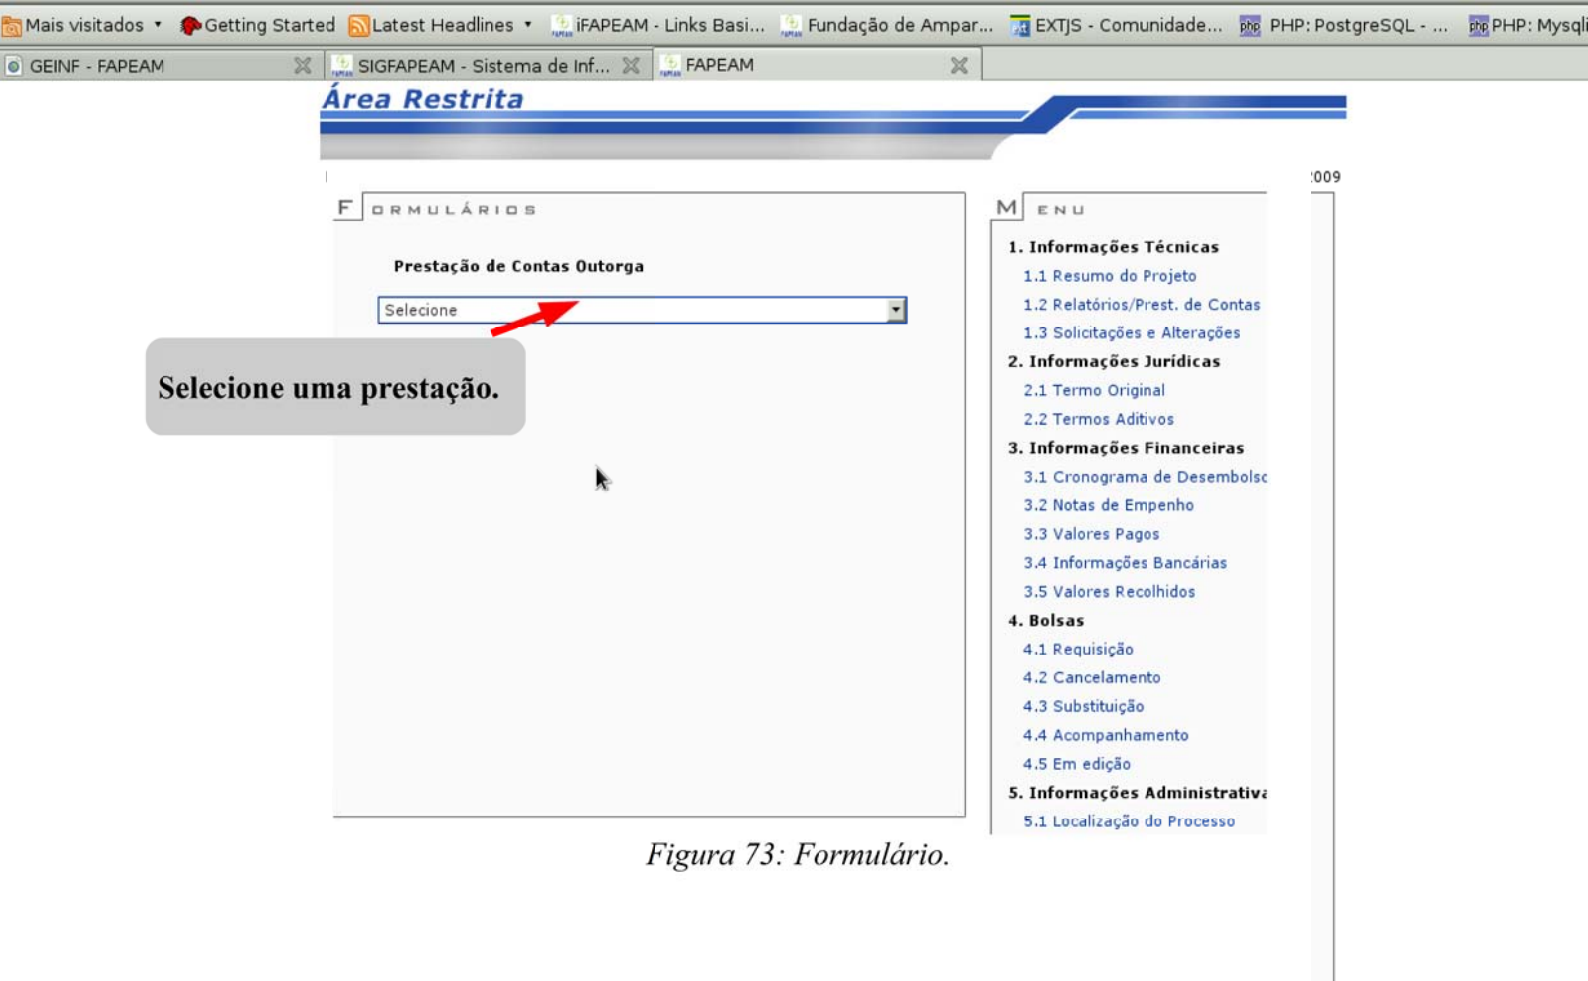 Mais visitados Getting Started Latest Headlines iFAPEAM - Links Basi... Fundação de Ampar... EXTJS - Comunidade... PHP: PostgreSQL - ... PHP: Mysqli
GEINF - FAPEAM SIGFAPEAM - Sistema de Inf... FAPEAM
Área Restrita
2009
FORMULÁRIOS
Prestação de Contas Outorga
Selecione
Selecione uma prestação.
MENU
1. Informações Técnicas
1.1 Resumo do Projeto
1.2 Relatórios/Prest. de Contas
1.3 Solicitações e Alterações
2. Informações Jurídicas
2.1 Termo Original
2.2 Termos Aditivos
3. Informações Financeiras
3.1 Cronograma de Desembolso
3.2 Notas de Empenho
3.3 Valores Pagos
3.4 Informações Bancárias
3.5 Valores Recolhidos
4. Bolsas
4.1 Requisição
4.2 Cancelamento
4.3 Substituição
4.4 Acompanhamento
4.5 Em edição
5. Informações Administrativa
5.1 Localização do Processo
Figura 73: Formulário.